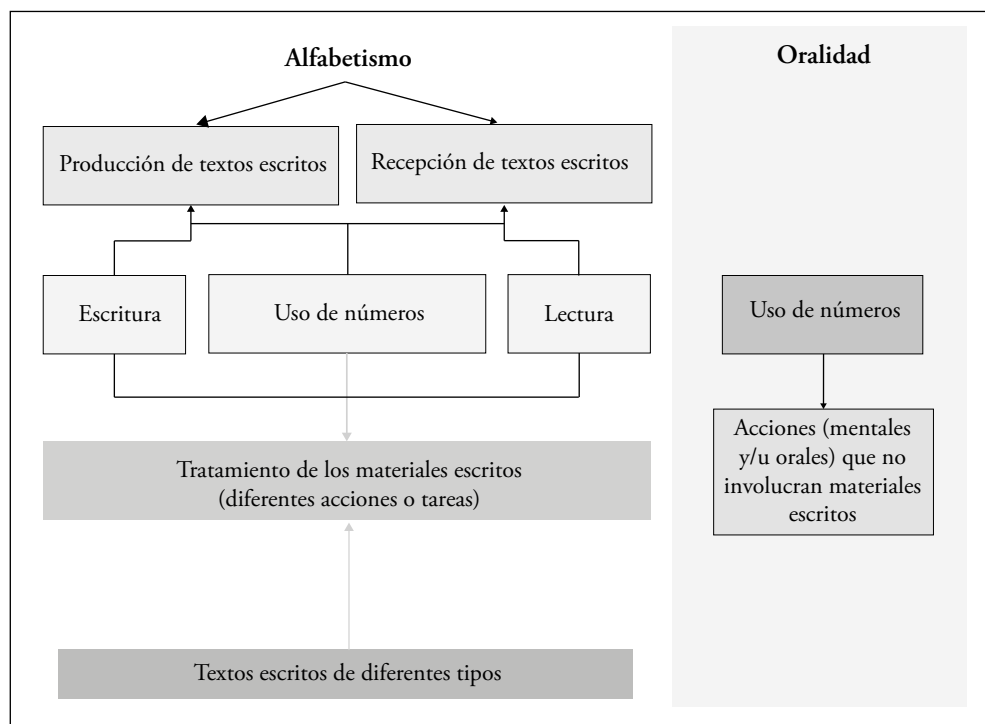 Alfabetismo
Producción de textos escritos
Recepción de textos escritos
Escritura
Uso de números
Lectura
Tratamiento de los materiales escritos
(diferentes acciones o tareas)
Textos escritos de diferentes tipos
Oralidad
Uso de números
Acciones (mentales
y/u orales) que no
involucran materiales
escritos